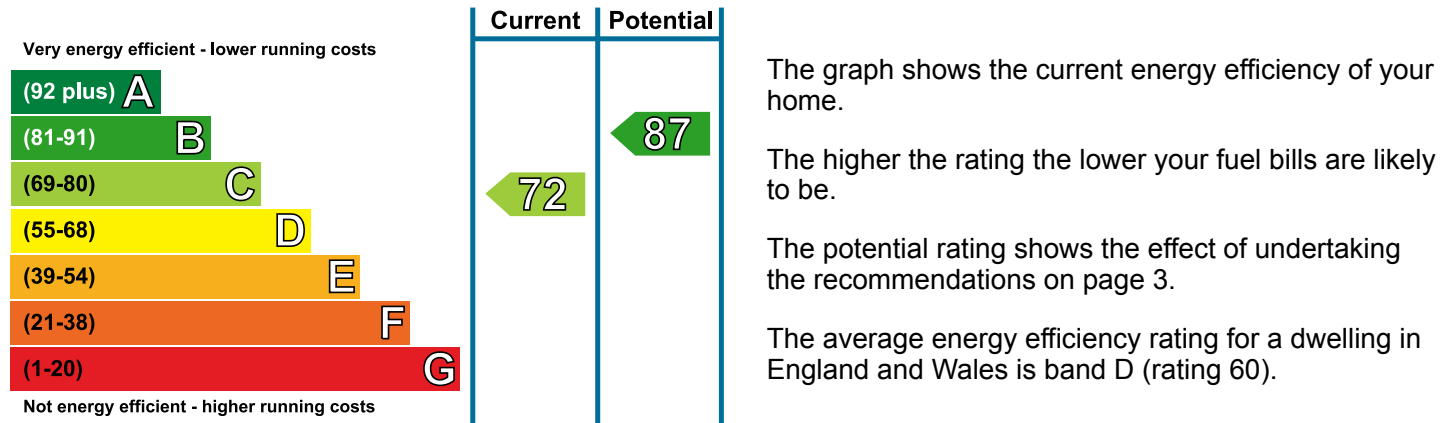 Current Potential
Very energy efficient - lower running costs
(92 plus) A
(81-91) B
87
(69-80) C
72
(55-68) D
(39-54) E
(21-38) F
(1-20) G
Not energy efficient - higher running costs
The graph shows the current energy efficiency of your
home.
The higher the rating the lower your fuel bills are likely
to be.
The potential rating shows the effect of undertaking
the recommendations on page 3.
The average energy efficiency rating for a dwelling in
England and Wales is band D (rating 60).